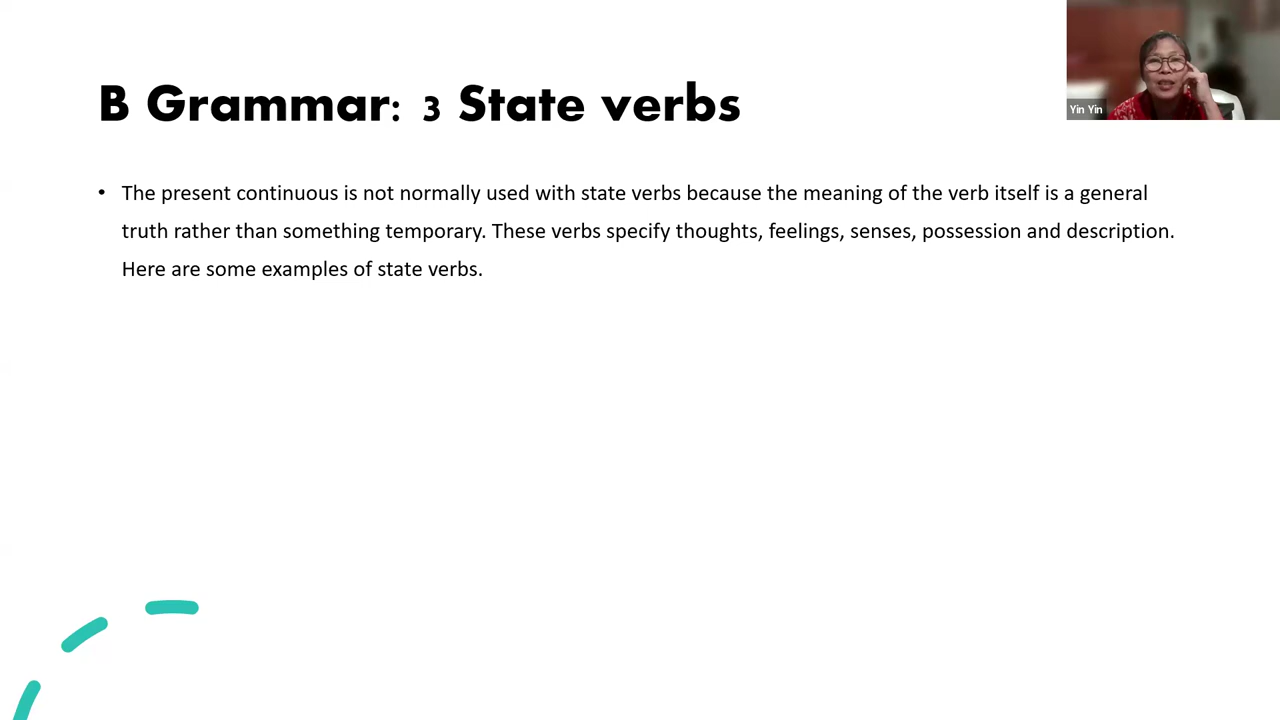 B Grammar: 3 State verbs
Yin Yin
• The present continuous is not normally used with state verbs because the meaning of the verb itself is a general
truth rather than something temporary. These verbs specify thoughts, feelings, senses, possession and description.
Here are some examples of state verbs.